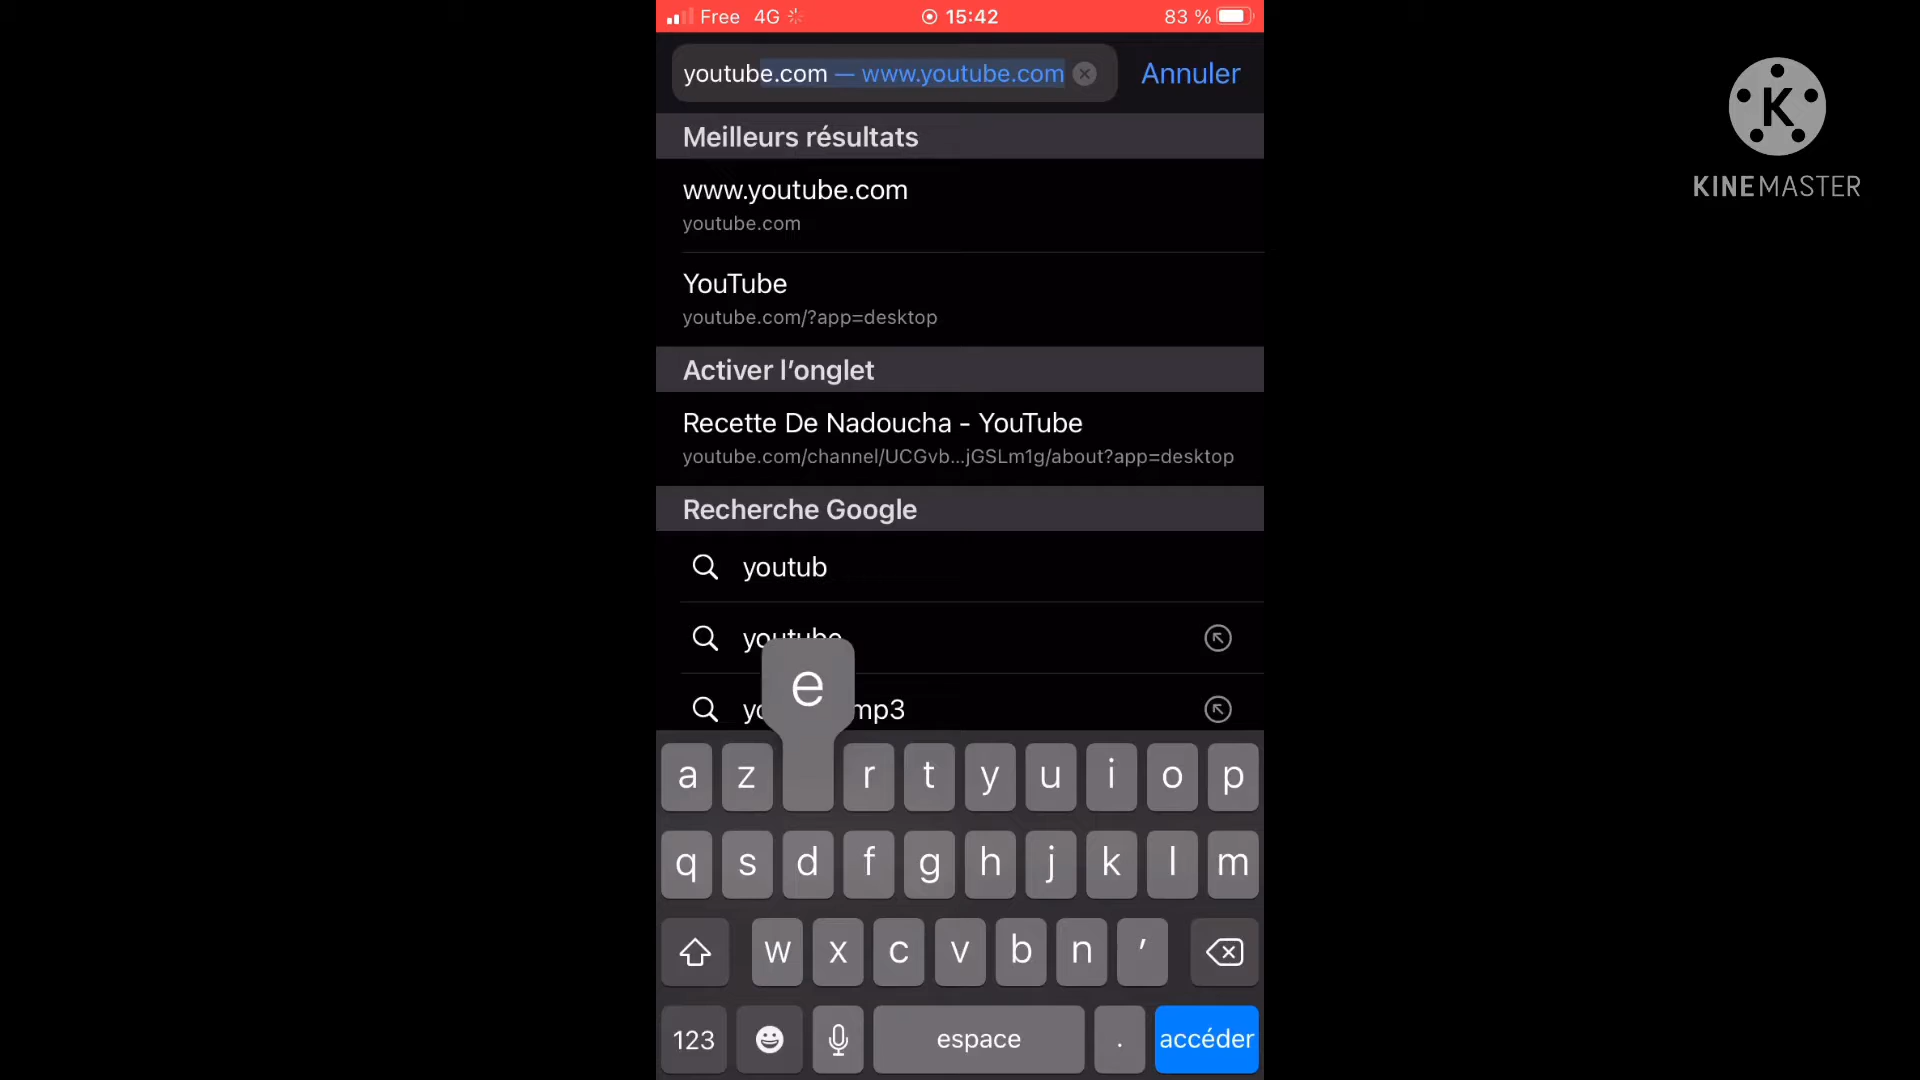 Free 4G 15:42 83 %
youtube.com — www.youtube.com Annuler
Meilleurs résultats
www.youtube.com
youtube.com
YouTube
youtube.com/?app=desktop
Activer l’onglet
Recette De Nadoucha - YouTube
youtube.com/channel/UCGvb...jGSLm1g/about?app=desktop
Recherche Google
youtub
youtube
mp3
e
a z r t y u i o p
q s d f g h j k l m
w x c v b n ’
123 espace . accéder
K
KINEMASTER